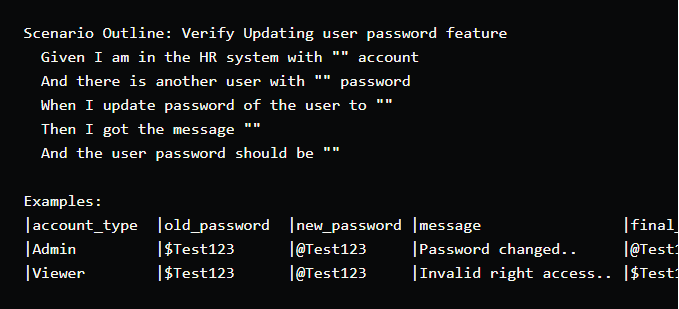 Scenario Outline: Verify Updating user password feature
Given I am in the HR system with "" account
And there is another user with "" password
When I update password of the user to ""
Then I got the message ""
And the user password should be ""
Examples:
|account_type |old_password |new_password |message |final_
|Admin |$Test123 |@Test123 |Password changed.. |@Test
|Viewer |$Test123 |@Test123 |Invalid right access.. |$Test